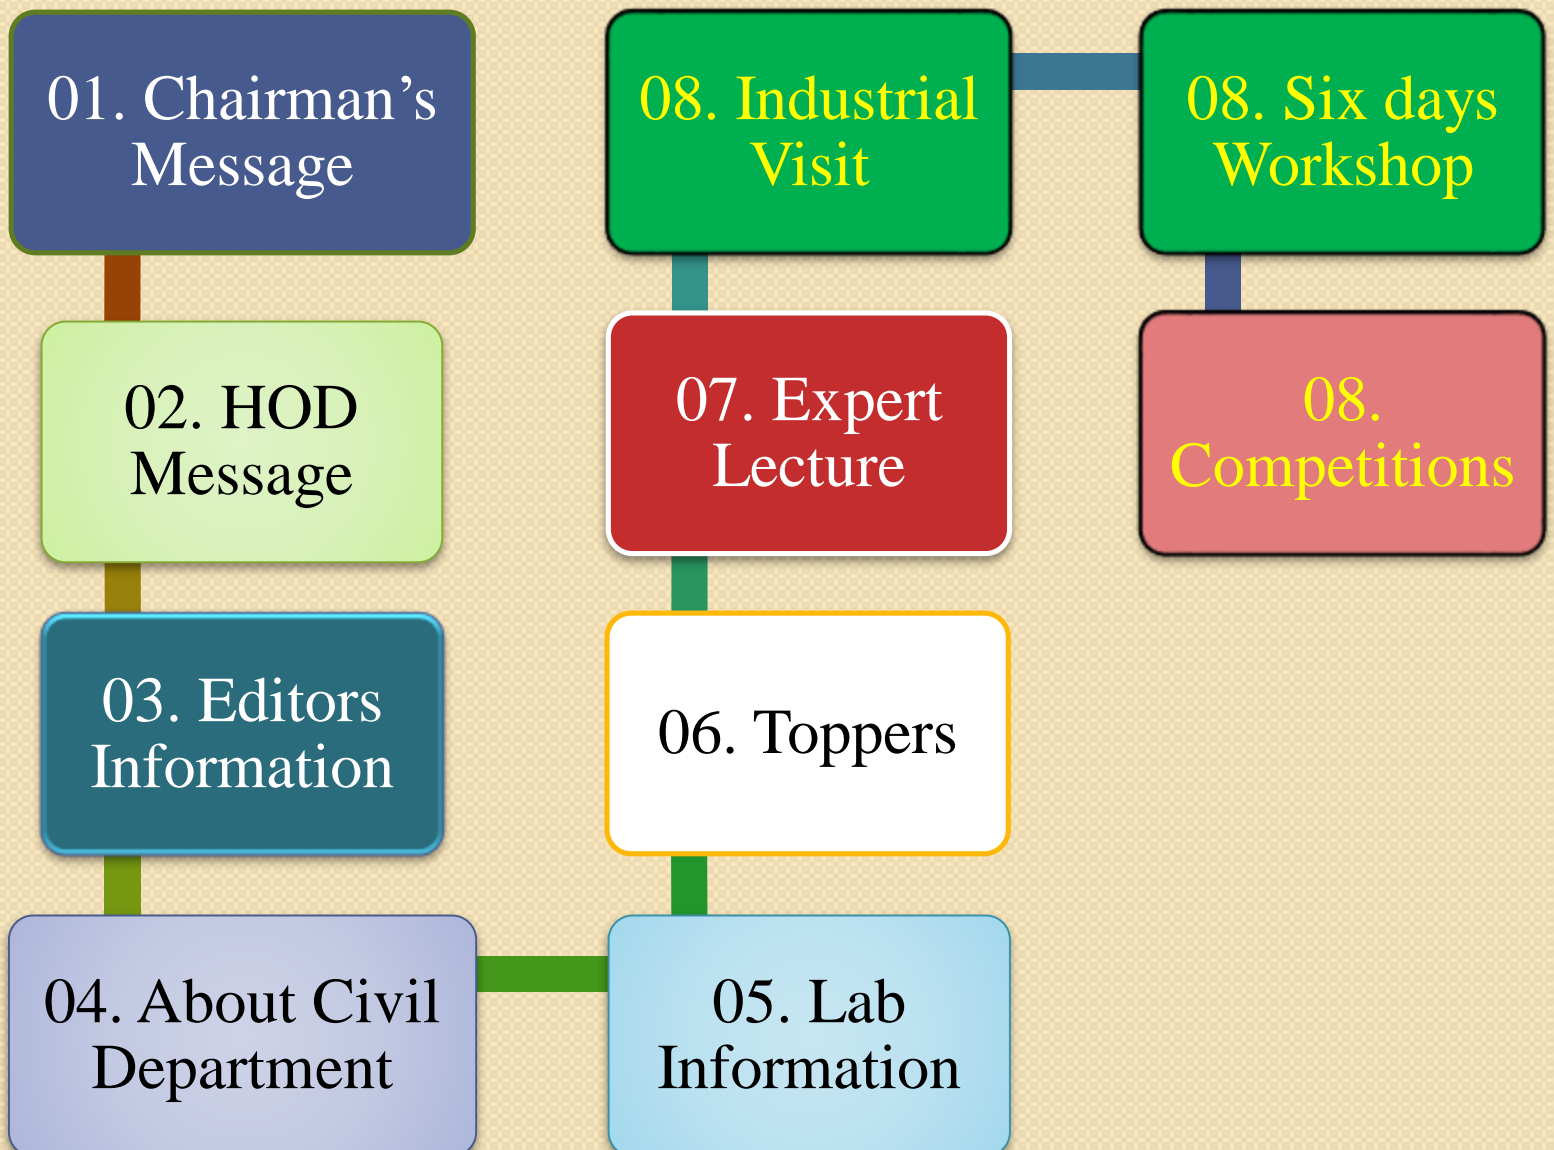 01. Chairman’s
Message
02. HOD
Message
03. Editors
Information
04. About Civil
Department
05. Lab
Information
06. Toppers
07. Expert
Lecture
08. Industrial
Visit
08. Six days
Workshop
08.
Competitions